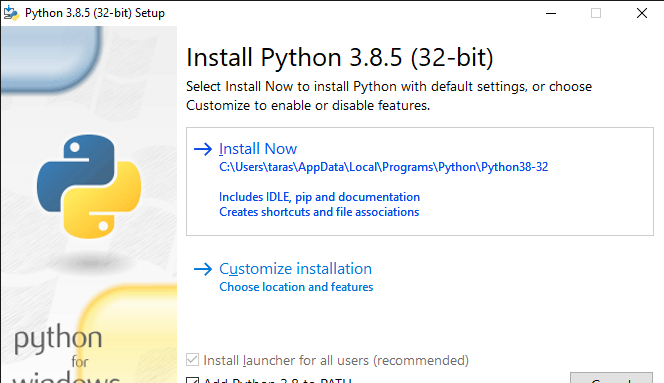 Python 3.8.5 (32-bit) Setup
Install Python 3.8.5 (32-bit)
Select Install Now to install Python with default settings, or choose
Customize to enable or disable features.
Install Now
C:\Users\taras\AppData\Local\Programs\Python\Python38-32
Includes IDLE, pip and documentation
Creates shortcuts and file associations
Customize installation
Choose location and features
python
for
windows
Install launcher for all users (recommended)
Add Python 3.8 to PATH
Cancel